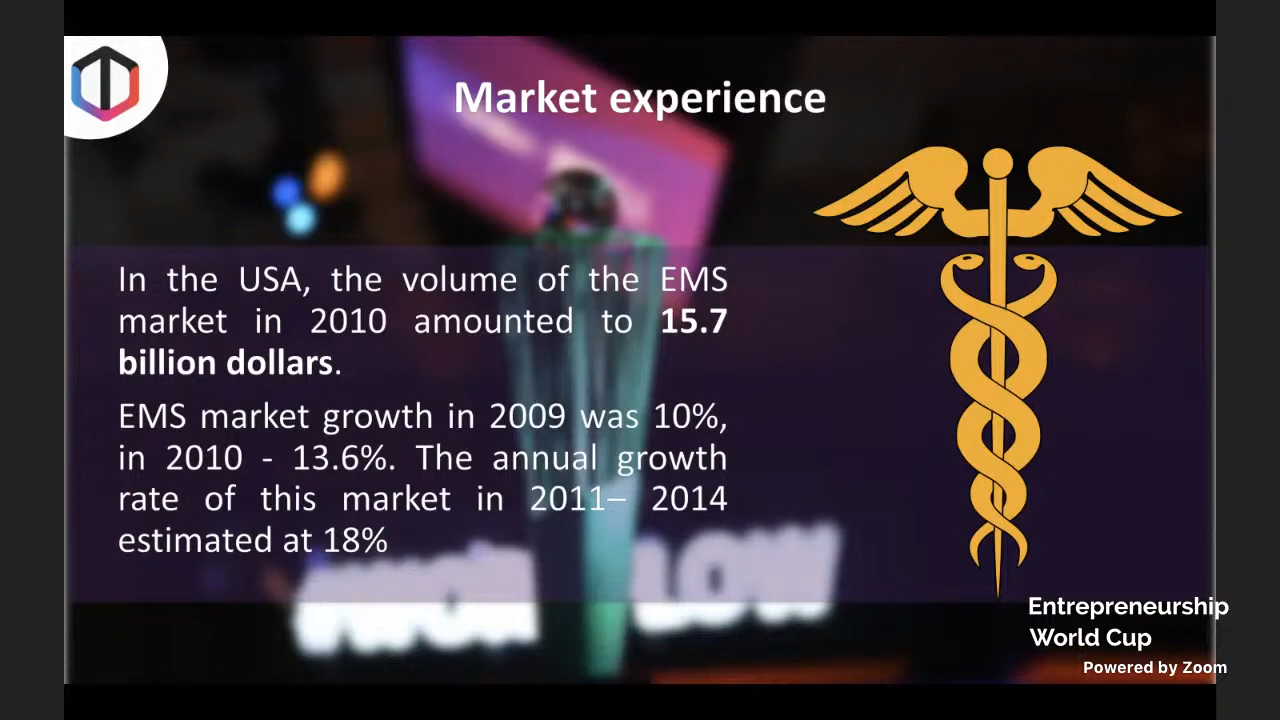 Market experience
In the USA, the volume of the EMS
market in 2010 amounted to 15.7
billion dollars.
EMS market growth in 2009 was 10%,
in 2010 - 13.6%. The annual growth
rate of this market in 2011– 2014
estimated at 18%
Entrepreneurship
World Cup
Powered by Zoom